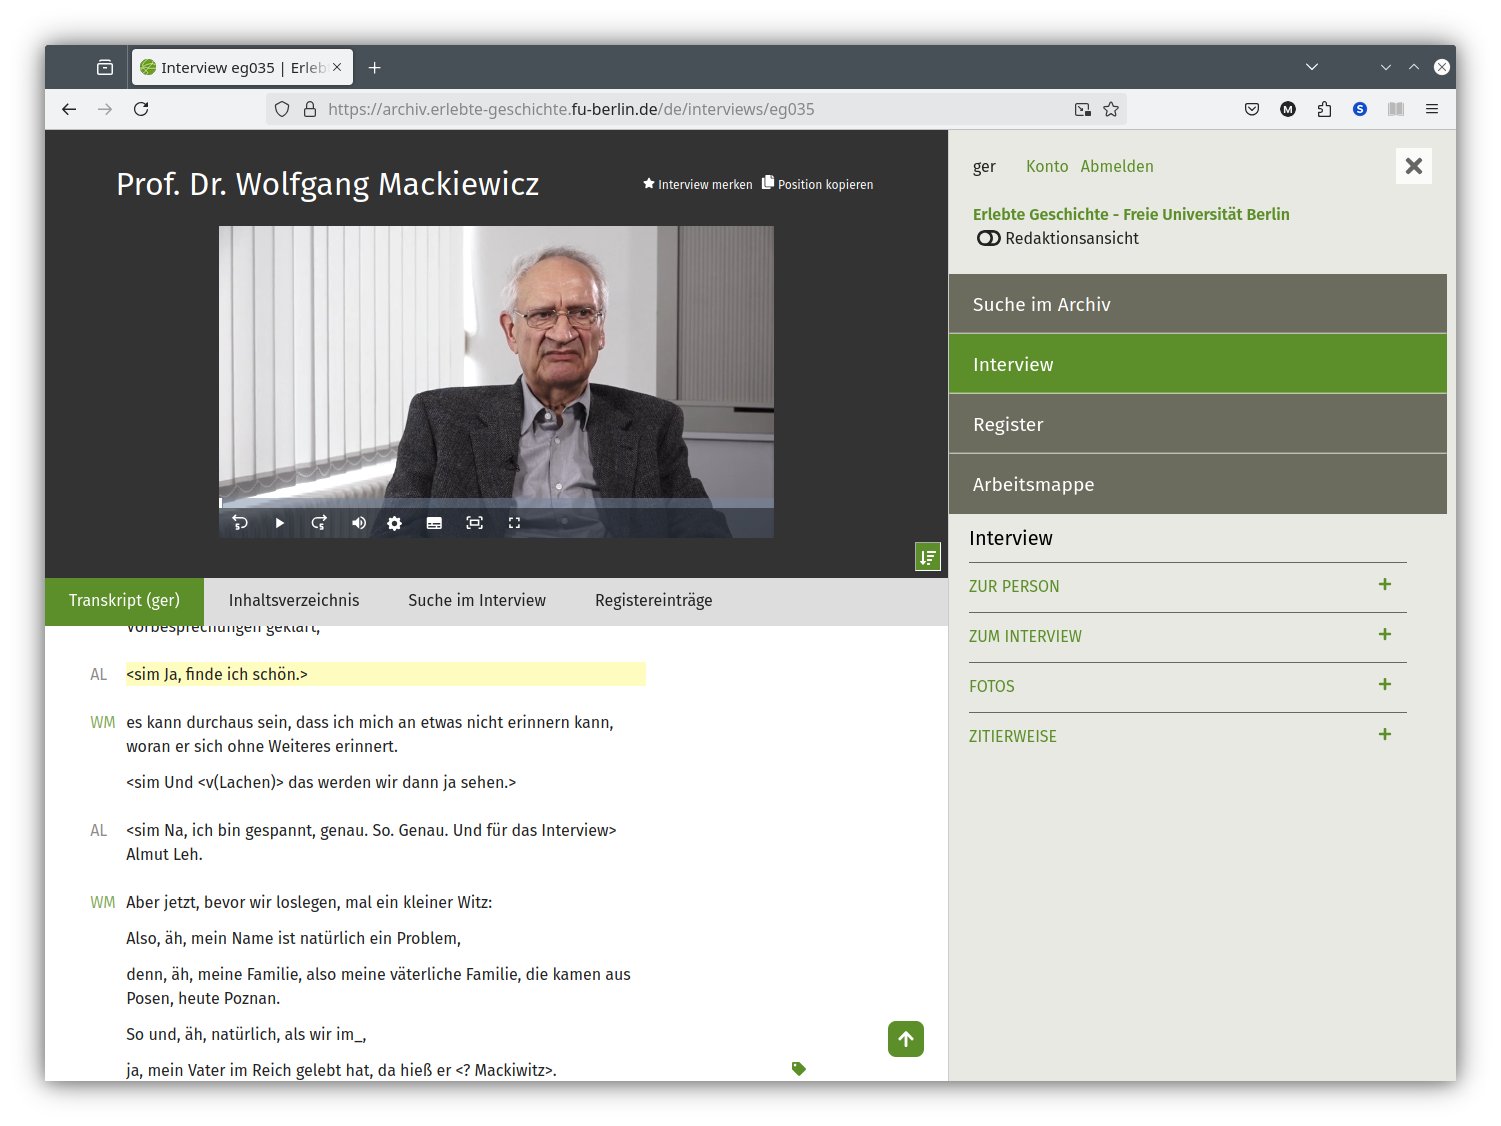 Interview eg035 | Erleb
https://archiv.erlebte-geschichte.fu-berlin.de/de/interviews/eg035
Prof. Dr. Wolfgang Mackiewicz
Interview merken
Position kopieren
5
5
Transkript (ger)
Inhaltsverzeichnis
Suche im Interview
Registereinträge
Vorbesprechungen geklärt,
AL <sim Ja, finde ich schön.>
WM es kann durchaus sein, dass ich mich an etwas nicht erinnern kann,
woran er sich ohne Weiteres erinnert.
<sim Und <v(Lachen)> das werden wir dann ja sehen.>
AL <sim Na, ich bin gespannt, genau. So. Genau. Und für das Interview>
Almut Leh.
WM Aber jetzt, bevor wir loslegen, mal ein kleiner Witz:
Also, äh, mein Name ist natürlich ein Problem,
denn, äh, meine Familie, also meine väterliche Familie, die kamen aus
Posen, heute Poznan.
So und, äh, natürlich, als wir im_,
ja, mein Vater im Reich gelebt hat, da hieß er <? Mackiwitz>.
M
S
ger
Konto
Abmelden
Erlebte Geschichte - Freie Universität Berlin
Redaktionsansicht
Suche im Archiv
Interview
Register
Arbeitsmappe
Interview
ZUR PERSON +
ZUM INTERVIEW +
FOTOS +
ZITIERWEISE +